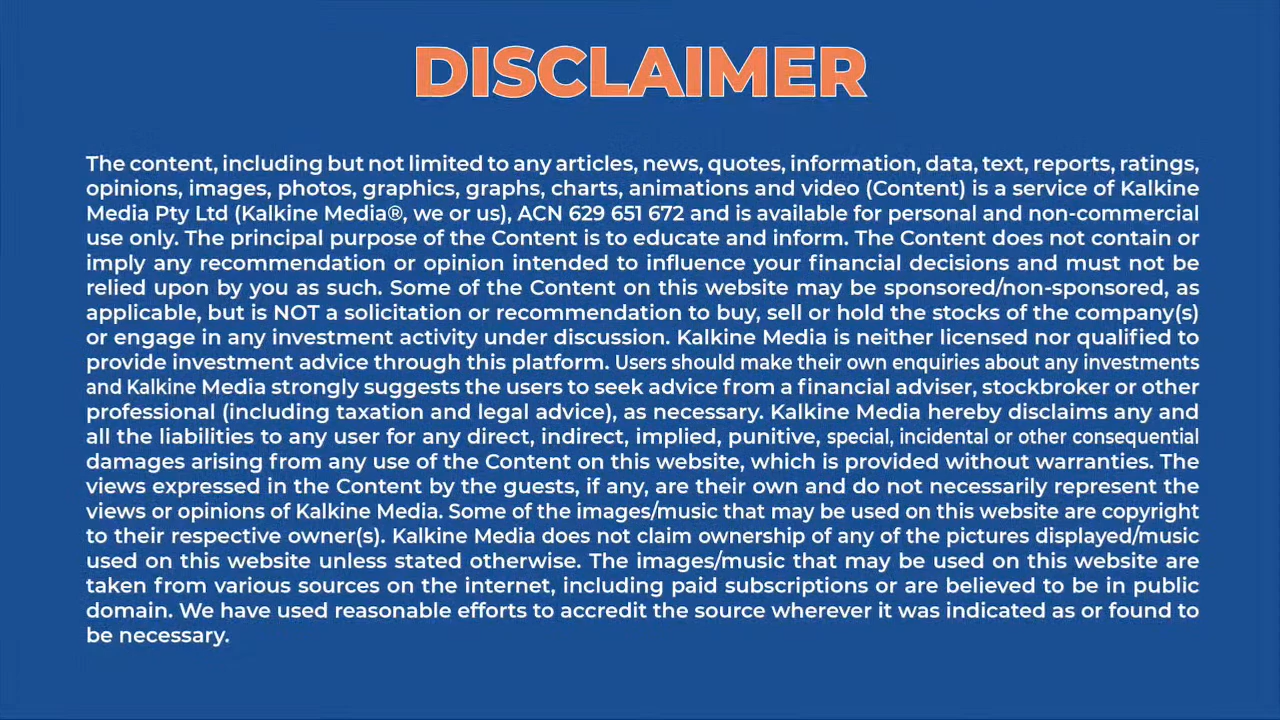 DISCLAIMER
The content, including but not limited to any articles, news, quotes, information, data, text, reports, ratings,
opinions, images, photos, graphics, graphs, charts, animations and video (Content) is a service of Kalkine
Media Pty Ltd (Kalkine Media®, we or us), ACN 629 651 672 and is available for personal and non-commercial
use only. The principal purpose of the Content is to educate and inform. The Content does not contain or
imply any recommendation or opinion intended to influence your financial decisions and must not be
relied upon by you as such. Some of the Content on this website may be sponsored/non-sponsored, as
applicable, but is NOT a solicitation or recommendation to buy, sell or hold the stocks of the company(s)
or engage in any investment activity under discussion. Kalkine Media is neither licensed nor qualified to
provide investment advice through this platform. Users should make their own enquiries about any investments
and Kalkine Media strongly suggests the users to seek advice from a financial adviser, stockbroker or other
professional (including taxation and legal advice), as necessary. Kalkine Media hereby disclaims any and
all the liabilities to any user for any direct, indirect, implied, punitive, special, incidental or other consequential
damages arising from any use of the Content on this website, which is provided without warranties. The
views expressed in the Content by the guests, if any, are their own and do not necessarily represent the
views or opinions of Kalkine Media. Some of the images/music that may be used on this website are copyright
to their respective owner(s). Kalkine Media does not claim ownership of any of the pictures displayed/music
used on this website unless stated otherwise. The images/music that may be used on this website are
taken from various sources on the internet, including paid subscriptions or are believed to be in public
domain. We have used reasonable efforts to accredit the source wherever it was indicated as or found to
be necessary.